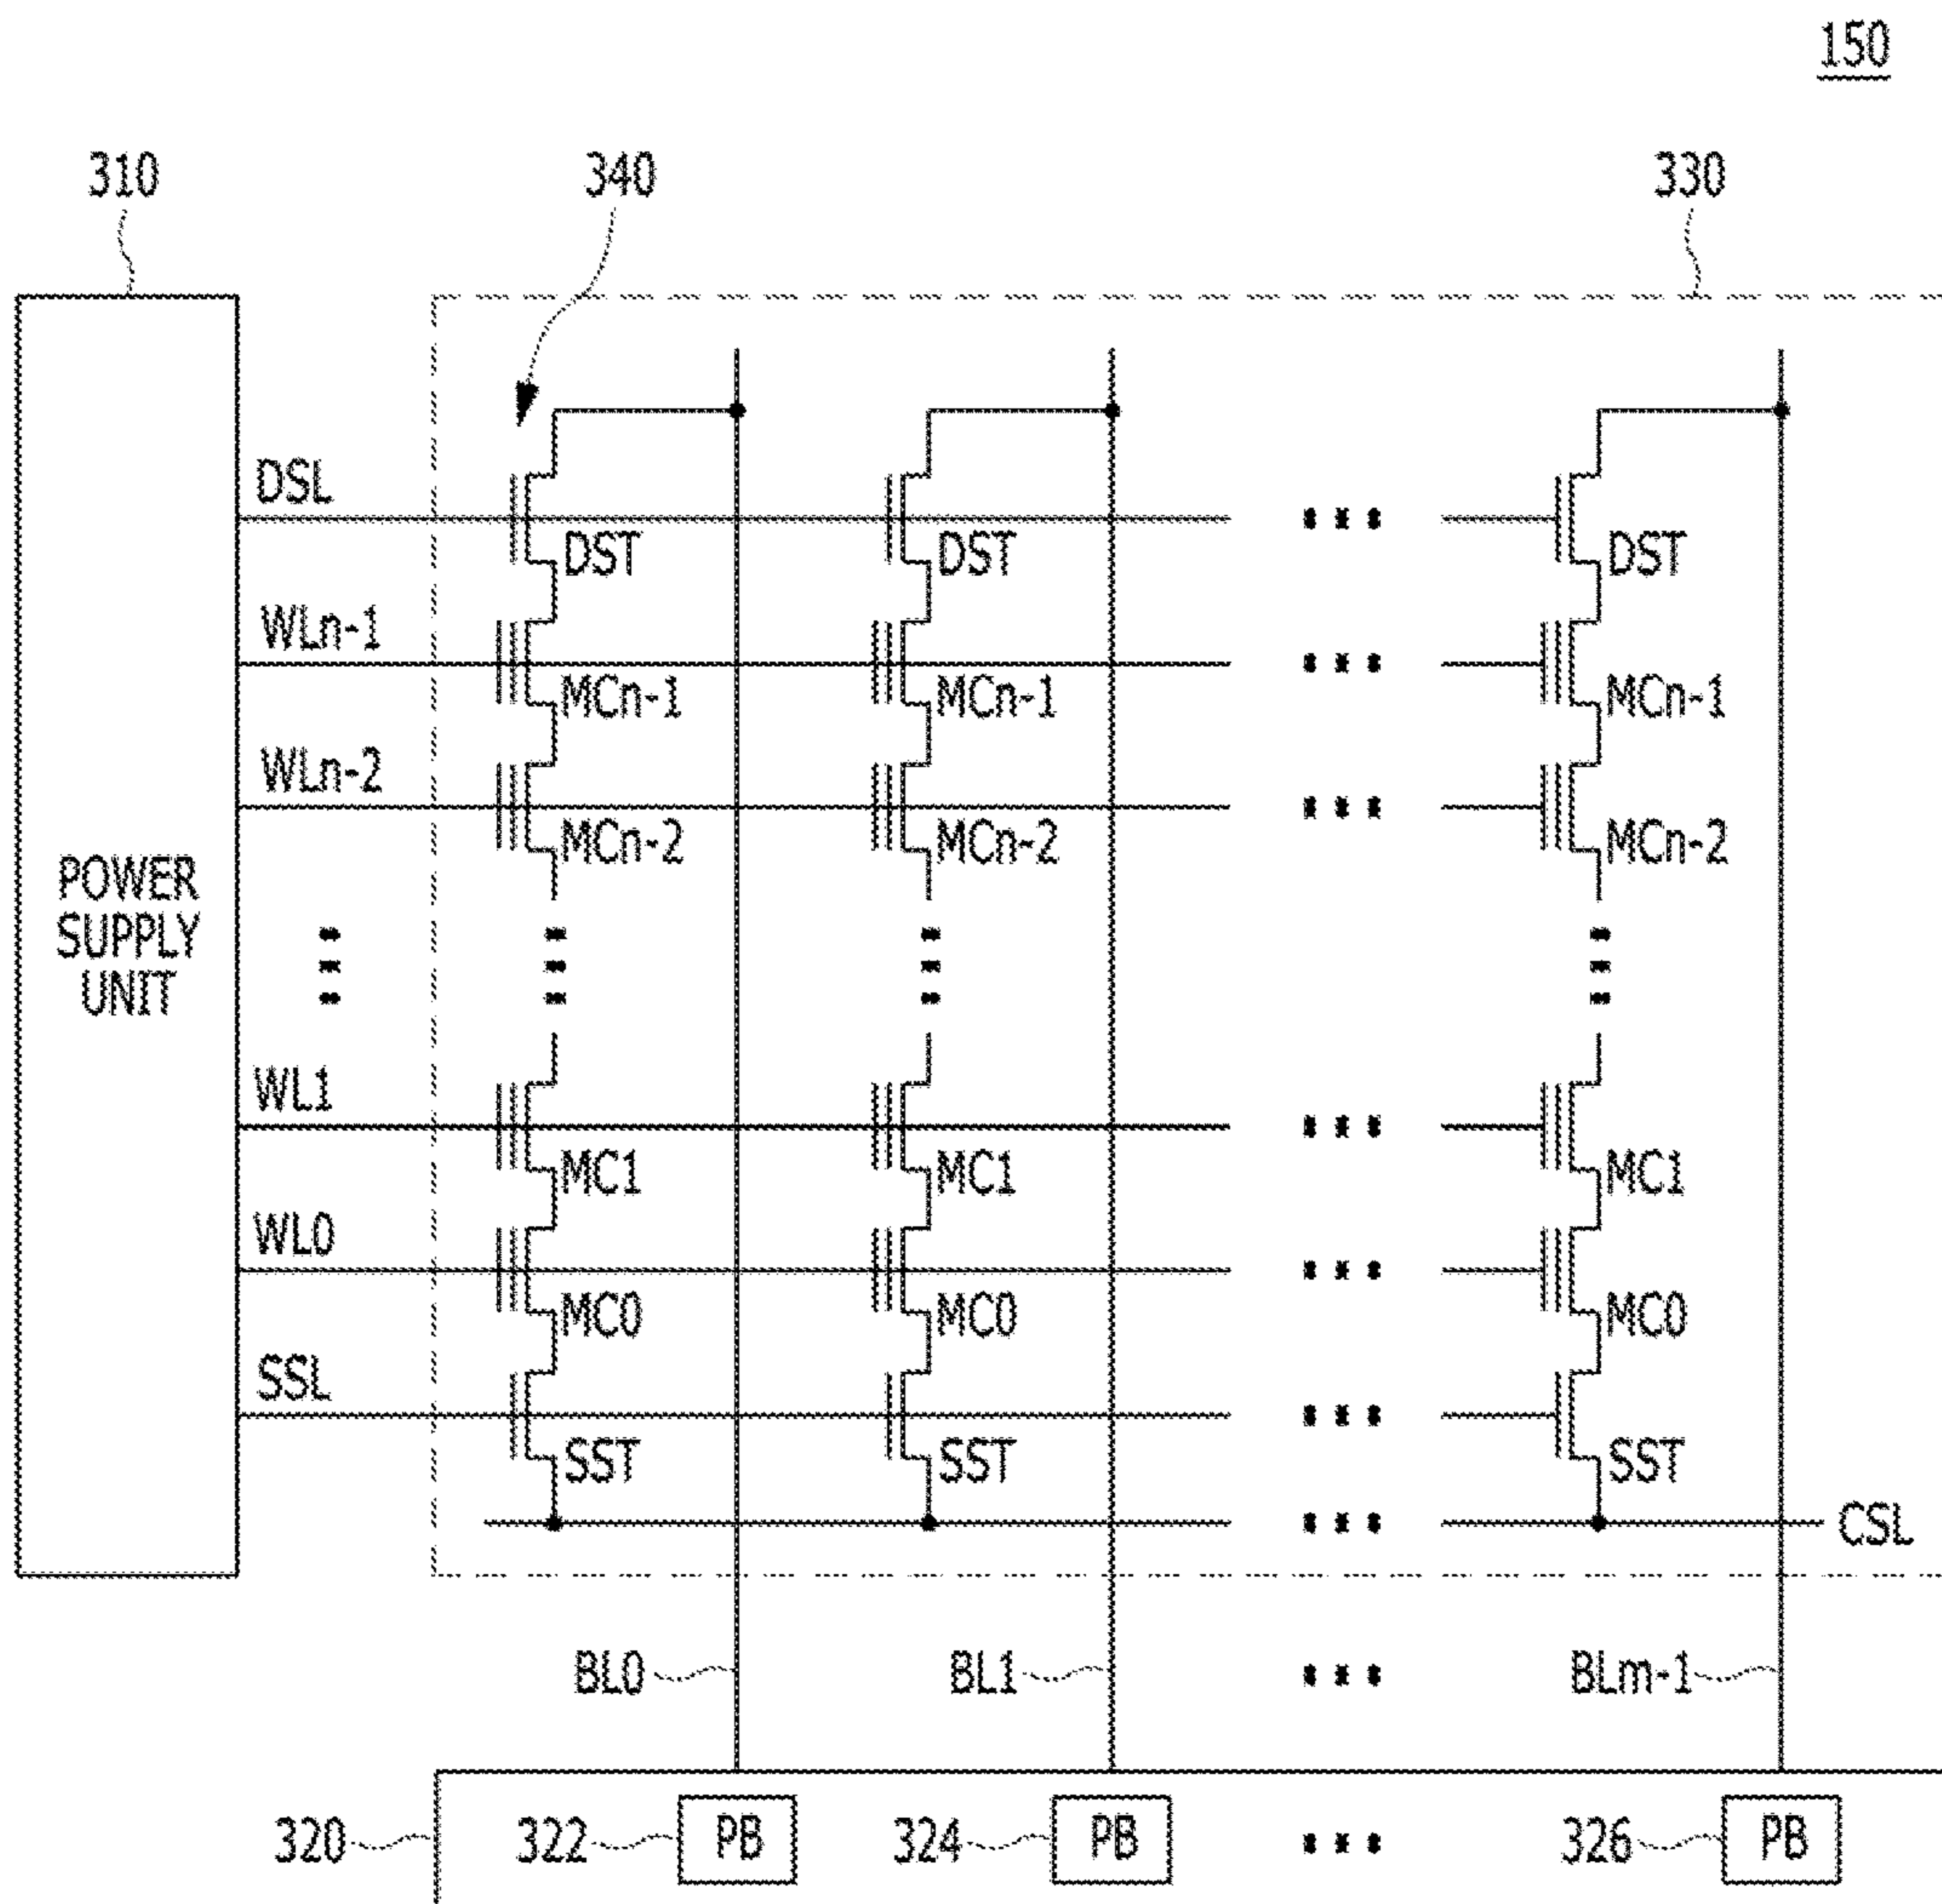 150
310 340 330
DSL
DST DST DST
WLn-1
MCn-1 MCn-1 MCn-1
WLn-2
MCn-2 MCn-2 MCn-2
POWER
SUPPLY
UNIT
WL1
MC1 MC1 MC1
WL0
MC0 MC0 MC0
SSL
SST SST SST
CSL
BL0 BL1 BLm-1
320 322 PB 324 PB 326 PB